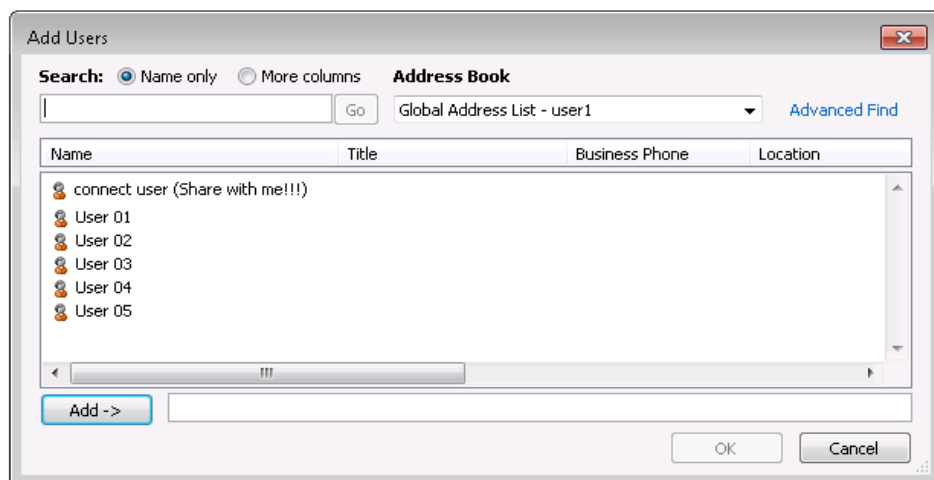 Add Users
Search: Name only More columns Address Book
Go Global Address List - user1 Advanced Find
Name Title Business Phone Location
connect user (Share with me!!!)
User 01
User 02
User 03
User 04
User 05
Add ->
OK Cancel